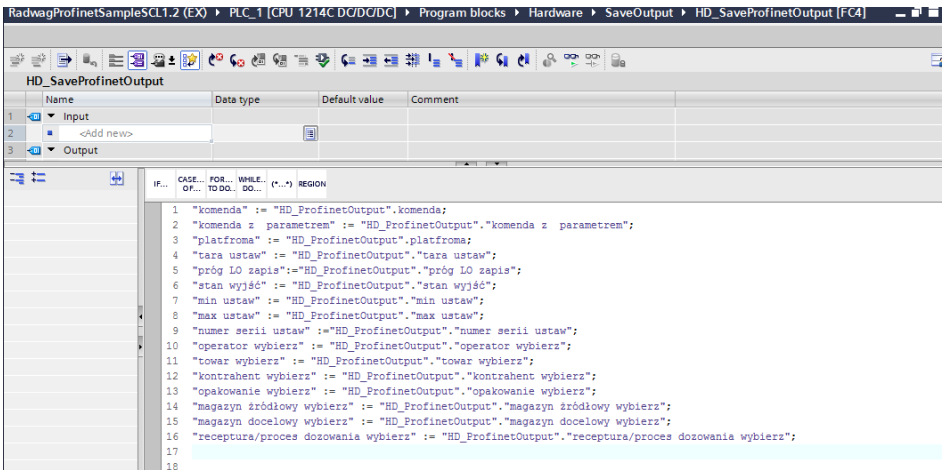 RadwagProfinetSampleSCL1.2 (EX) ▸ PLC_1 [CPU 1214C DC/DC/DC] ▸ Program blocks ▸ Hardware ▸ SaveOutput ▸ HD_SaveProfinetOutput [FC4]
HD_SaveProfinetOutput
Name Data type Default value Comment
1 Input
2 <Add new>
3 Output
IF... CASE... OF... FOR... TO DO... WHILE... DO... (*...*) REGION
1 "komenda" := "HD_ProfinetOutput".komenda;
2 "komenda z  parametrem" := "HD_ProfinetOutput"."komenda z  parametrem";
3 "platfroma" := "HD_ProfinetOutput".platfroma;
4 "tara ustaw" := "HD_ProfinetOutput"."tara ustaw";
5 "próg LO zapis":="HD_ProfinetOutput"."próg LO zapis";
6 "stan wyjść" := "HD_ProfinetOutput"."stan wyjść";
7 "min ustaw" := "HD_ProfinetOutput"."min ustaw";
8 "max ustaw" := "HD_ProfinetOutput"."max ustaw";
9 "numer serii ustaw" :="HD_ProfinetOutput"."numer serii ustaw";
10 "operator wybierz" := "HD_ProfinetOutput"."operator wybierz";
11 "towar wybierz" := "HD_ProfinetOutput"."towar wybierz";
12 "kontrahent wybierz" := "HD_ProfinetOutput"."kontrahent wybierz";
13 "opakowanie wybierz" := "HD_ProfinetOutput"."opakowanie wybierz";
14 "magazyn źródłowy wybierz" := "HD_ProfinetOutput"."magazyn źródłowy wybierz";
15 "magazyn docelowy wybierz" := "HD_ProfinetOutput"."magazyn docelowy wybierz";
16 "receptura/proces dozowania wybierz" := "HD_ProfinetOutput"."receptura/proces dozowania wybierz";
17
18